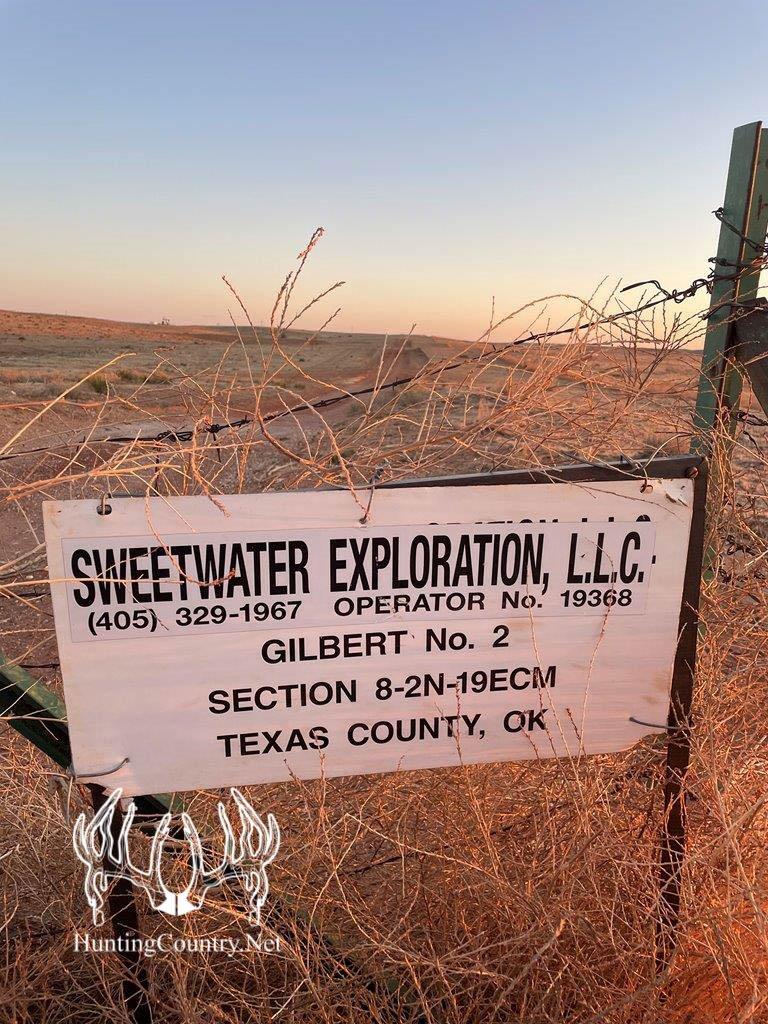 SWEETWATER EXPLORATION, L.L.C.
(405) 329-1967 OPERATOR No. 19368
GILBERT No. 2
SECTION 8-2N-19ECM
TEXAS COUNTY, OK
HuntingCountry.Net